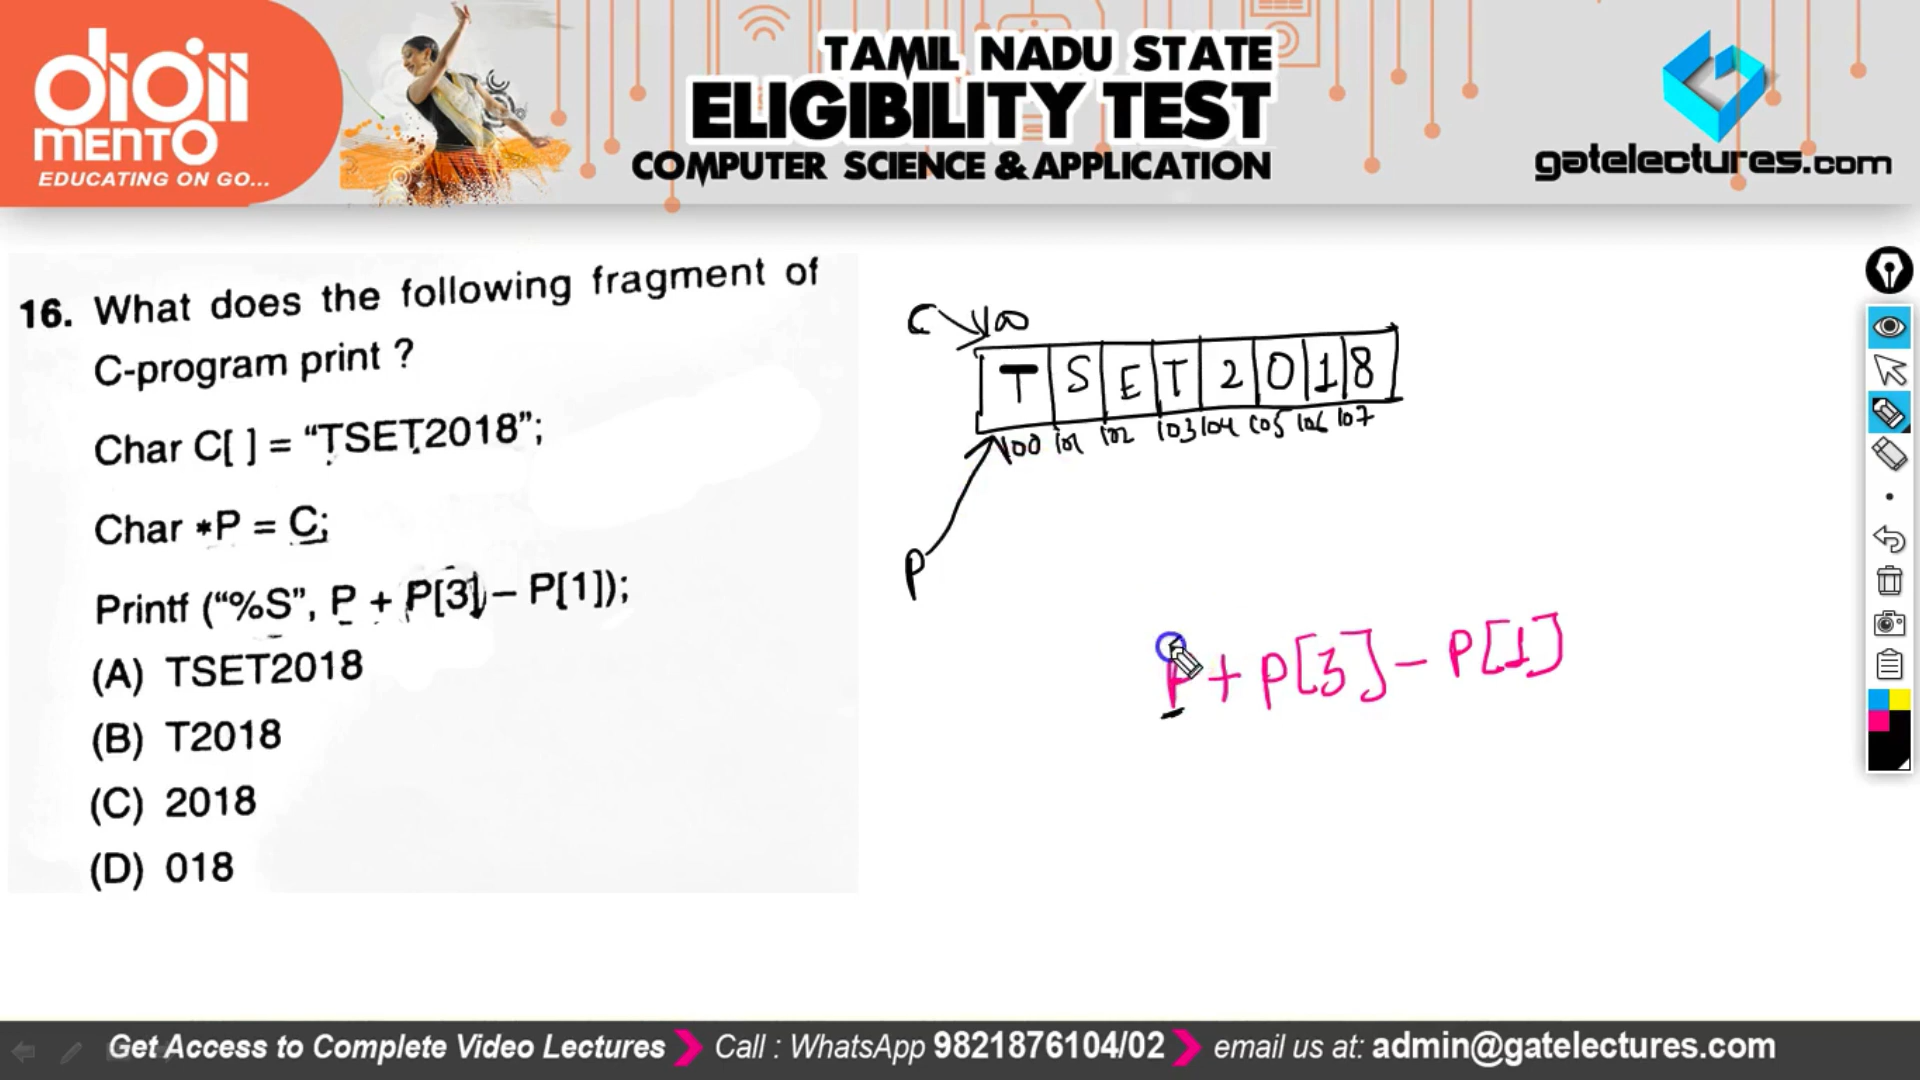 digii
MENTO
EDUCATING ON GO...
TAMIL NADU STATE
ELIGIBILITY TEST
COMPUTER SCIENCE & APPLICATION
gatelectures.com
16. What does the following fragment of
C-program print ?
Char C[ ] = “TSET2018”;
Char *P = C;
Printf (“%S”, P + P[3] – P[1]);
(A) TSET2018
(B) T2018
(C) 2018
(D) 018
C 100
T S E T 2 0 1 8
100 101 102 103 104 105 106 107
P
P + P[3] - P[1]
Get Access to Complete Video Lectures Call : WhatsApp 9821876104/02 email us at: admin@gatelectures.com